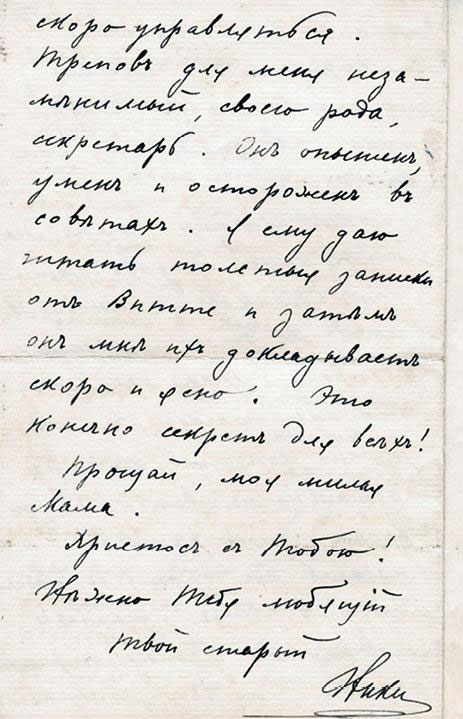 скоро управляться.
Треповъ для меня неза-
мѣнимый, своего рода,
секретарь. Онъ опытенъ,
уменъ и остороженъ въ
совѣтахъ. Я ему даю
читать толстыя записки
отъ Витте и затѣмъ
онъ мнѣ ихъ докладываетъ
скоро и ясно. Это
конечно секретъ для всѣхъ!
Прощай, моя милая
Мама.
Христосъ съ Тобою!
Нѣжно Тебя любящій
твой старый
Ники